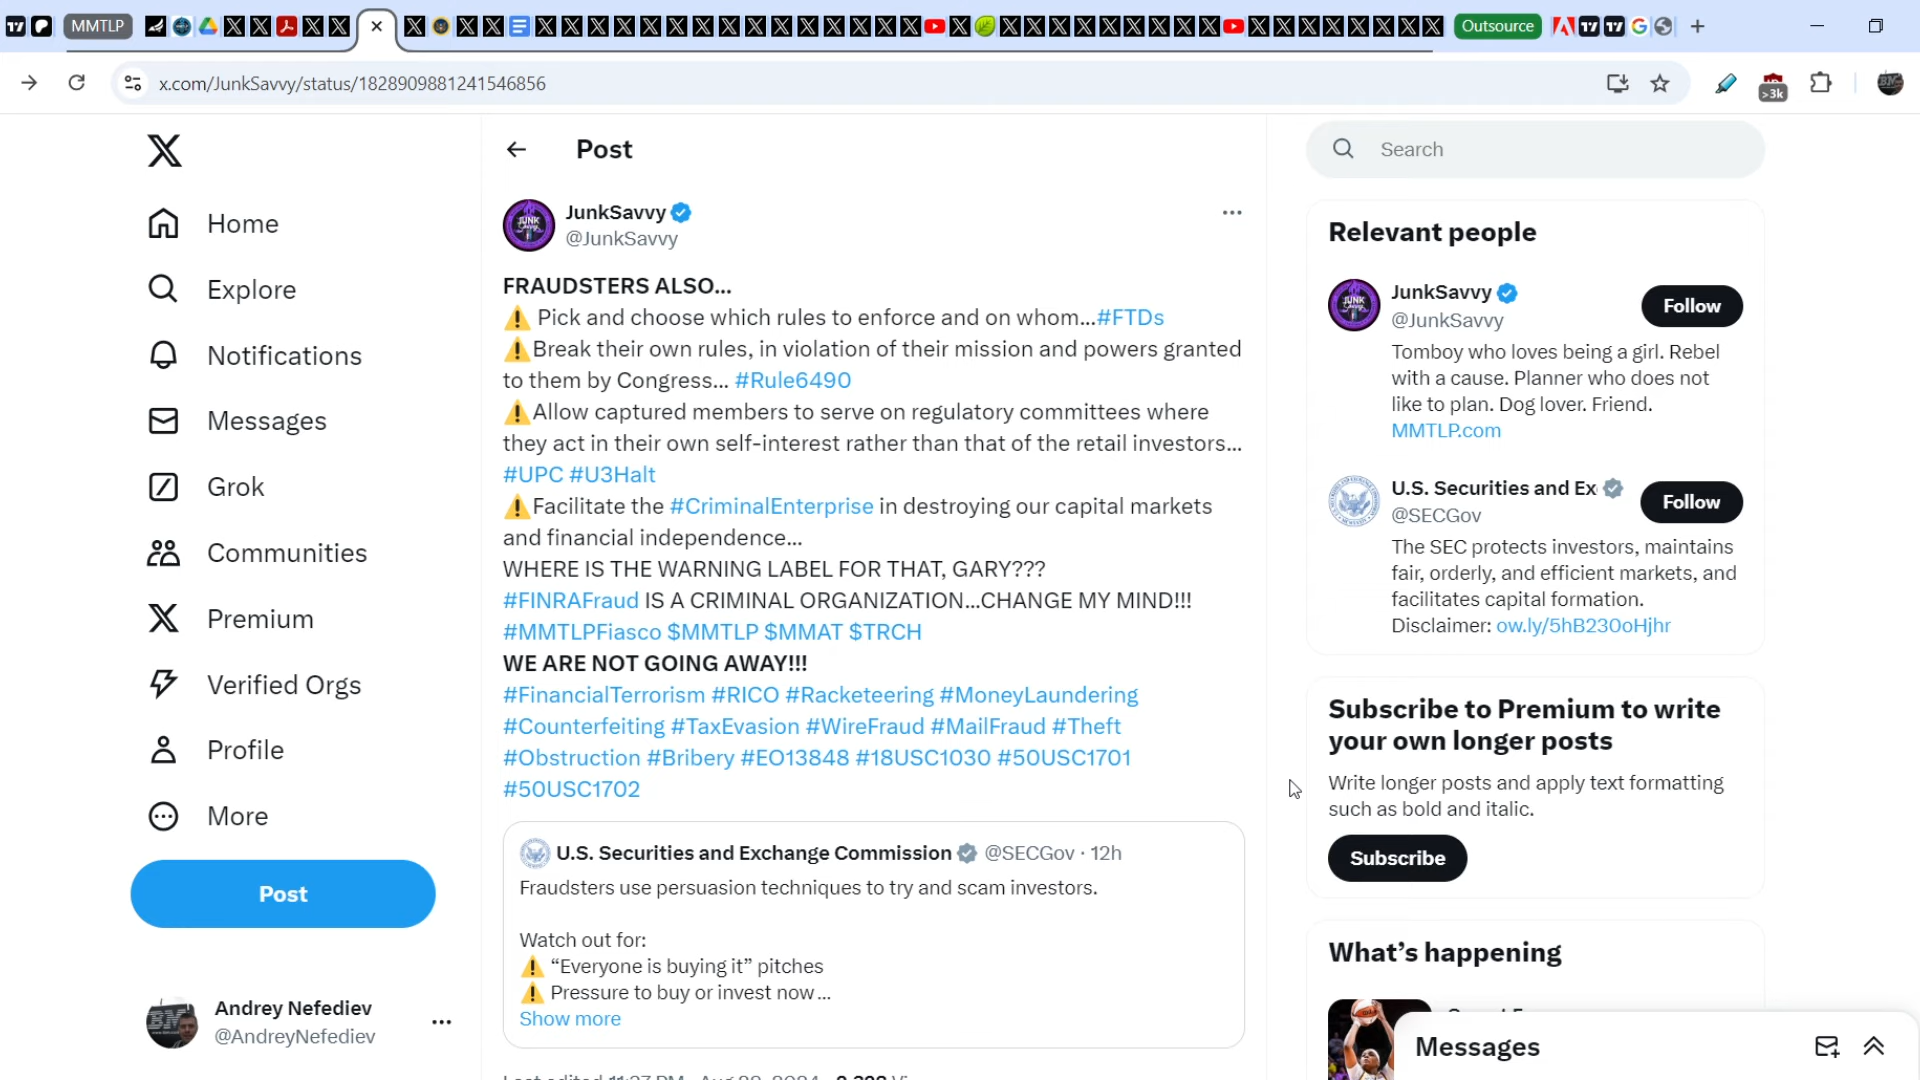 MMTLP
Outsource
x.com/JunkSavvy/status/1828909881241546856
>3k
Home
Explore
Notifications
Messages
Grok
Communities
Premium
Verified Orgs
Profile
More
Post
Andrey Nefediev
@AndreyNefediev
Post
JunkSavvy
@JunkSavvy
FRAUDSTERS ALSO...
⚠️ Pick and choose which rules to enforce and on whom...#FTDs
⚠️Break their own rules, in violation of their mission and powers granted
to them by Congress... #Rule6490
⚠️Allow captured members to serve on regulatory committees where
they act in their own self-interest rather than that of the retail investors...
#UPC #U3Halt
⚠️Facilitate the #CriminalEnterprise in destroying our capital markets
and financial independence...
WHERE IS THE WARNING LABEL FOR THAT, GARY???
#FINRAFraud IS A CRIMINAL ORGANIZATION...CHANGE MY MIND!!!
#MMTLPFiasco $MMTLP $MMAT $TRCH
WE ARE NOT GOING AWAY!!!
#FinancialTerrorism #RICO #Racketeering #MoneyLaundering
#Counterfeiting #TaxEvasion #WireFraud #MailFraud #Theft
#Obstruction #Bribery #EO13848 #18USC1030 #50USC1701
#50USC1702
U.S. Securities and Exchange Commission @SECGov · 12h
Fraudsters use persuasion techniques to try and scam investors.
Watch out for:
⚠️ “Everyone is buying it” pitches
⚠️ Pressure to buy or invest now...
Show more
Search
Relevant people
JunkSavvy
@JunkSavvy
Follow
Tomboy who loves being a girl. Rebel
with a cause. Planner who does not
like to plan. Dog lover. Friend.
MMTLP.com
U.S. Securities and Ex
@SECGov
Follow
The SEC protects investors, maintains
fair, orderly, and efficient markets, and
facilitates capital formation.
Disclaimer: ow.ly/5hB230oHjhr
Subscribe to Premium to write
your own longer posts
Write longer posts and apply text formatting
such as bold and italic.
Subscribe
What’s happening
Messages